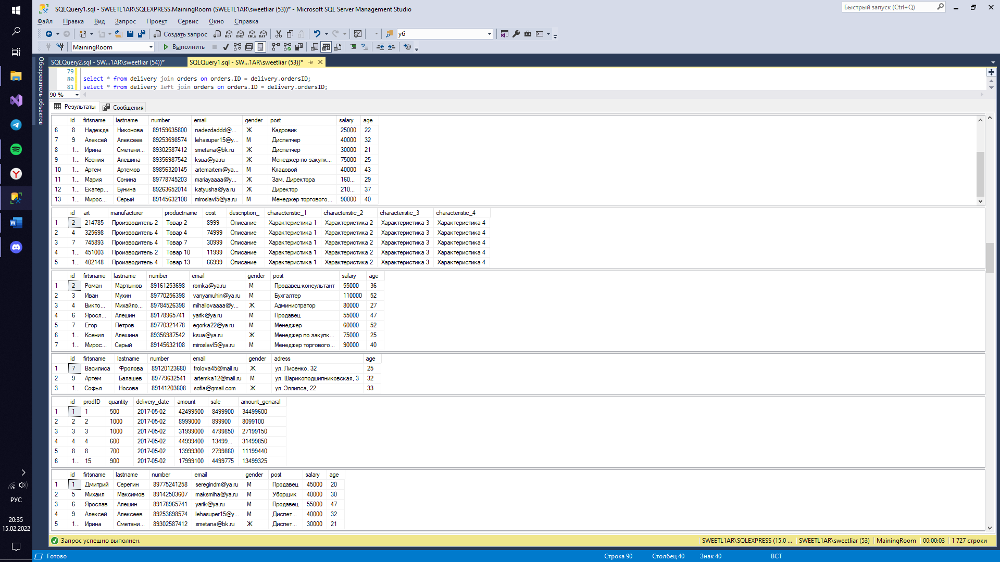 SQLQuery1.sql - SWEETL1AR\SQLEXPRESS.MainingRoom (SWEETL1AR\sweetliar (53))* - Microsoft SQL Server Management Studio
Быстрый запуск (Ctrl+Q)
Файл Правка Вид Запрос Проект Сервис Окно Справка
Создать запрос MDX DMX XMLA DAX уб
MainingRoom Выполнить
Обозреватель объектов
SQLQuery2.sql - SW...1AR\sweetliar (54))* SQLQuery1.sql - SW...1AR\sweetliar (53))*
79
80 select * from delivery join orders on orders.ID = delivery.ordersID;
81 select * from delivery left join orders on orders.ID = delivery.ordersID;
90 %
Результаты Сообщения
id firtsname lastname number email gender post salary age
6 8 Надежда Никонова 89159635800 nadezdaddd@... Ж Кадровик 25000 22
7 9 Алексей Алексеев 89253698574 lehasuper15@y... М Диспетчер 40000 32
8 1... Ирина Сметани... 89302587412 smetana@bk.ru Ж Диспетчер 30000 21
9 1... Ксения Алешина 89356987542 ksua@ya.ru Ж Менеджер по закупк... 75000 25
10 1... Артем Артемов 89856320145 artemartem@ya... М Кладовой 40000 43
11 1... Мария Сонина 89778745203 mariayaaaa@y... Ж Зам. Директора 160... 29
12 1... Екатер... Бунина 89263652014 katyusha@ya.ru Ж Директор 210... 37
13 1... Мирос... Серый 89145632108 miroslavl5@ya.ru М Менеджер торгового... 90000 40
id art manufacturer productname cost description_ characteristic_1 characteristic_2 characteristic_3 characteristic_4
1 2 214785 Производитель 2 Товар 2 8999 Описание Характеристика 1 Характеристика 2 Характеристика 3 Характеристика 4
2 4 325698 Производитель 4 Товар 4 74999 Описание Характеристика 1 Характеристика 2 Характеристика 3 Характеристика 4
3 7 745893 Производитель 4 Товар 7 30999 Описание Характеристика 1 Характеристика 2 Характеристика 3 Характеристика 4
4 1... 451003 Производитель 2 Товар 10 11999 Описание Характеристика 1 Характеристика 2 Характеристика 3 Характеристика 4
5 1... 402148 Производитель 4 Товар 13 66999 Описание Характеристика 1 Характеристика 2 Характеристика 3 Характеристика 4
id firtsname lastname number email gender post salary age
1 2 Роман Мартынов 89161253698 romka@ya.ru М Продавец-консультант 55000 36
2 3 Иван Мухин 89770256398 vanyamuhin@ya.ru М Бухгалтер 110000 52
3 4 Викто... Михайло... 89784526398 mihailovaaaa@y... Ж Администратор 80000 27
4 6 Яросл... Алешин 89178965741 yarik@ya.ru М Продавец 55000 47
5 7 Егор Петров 89770321478 egorka22@ya.ru М Менеджер 60000 52
6 1... Ксения Алешина 89356987542 ksua@ya.ru Ж Менеджер по закупк... 75000 25
7 1... Мирос... Серый 89145632108 miroslavl5@ya.ru М Менеджер торгового... 90000 40
id firtsname lastname number email gender adress age
1 7 Василиса Фролова 89120123680 frolova45@mail.ru Ж ул. Лисенко, 32 25
2 9 Артем Балашев 89779632541 artemka12@mail.ru М ул. Шарикоподшипниковская, 3 32
3 1... Софья Носова 89141203608 sofia@gmail.com Ж ул. Эллипса, 22 33
id prodID quantity delivery_date amount sale amount_genaral
1 1 1 500 2017-05-02 42499500 8499900 34499600
2 2 2 1000 2017-05-02 8999000 899900 8099100
3 3 3 1000 2017-05-02 31999000 4799850 27199150
4 4 4 600 2017-05-02 44999400 13499... 31499850
5 8 8 700 2017-05-02 13999300 2799860 11199440
6 1... 15 900 2017-05-02 17999100 4499775 13499325
id firtsname lastname number email gender post salary age
1 1 Дмитрий Серегин 89775241258 seregindm@ya.ru М Продавец 45000 20
2 5 Михаил Максимов 89142503607 maksmiha@ya.ru М Уборщик 40000 30
3 6 Ярослав Алешин 89178965741 yarik@ya.ru М Продавец 55000 47
4 9 Алексей Алексеев 89253698574 lehasuper15@y... М Диспет... 40000 32
5 1... Ирина Сметани... 89302587412 smetana@bk.ru Ж Диспет... 30000 21
Запрос успешно выполнен. SWEETL1AR\SQLEXPRESS (15.0 ... SWEETL1AR\sweetliar (53) MainingRoom 00:00:03 1 727 строки
Готово Строка 90 Столбец 40 Знак 40 ВСТ
РУС
20:35
15.02.2022